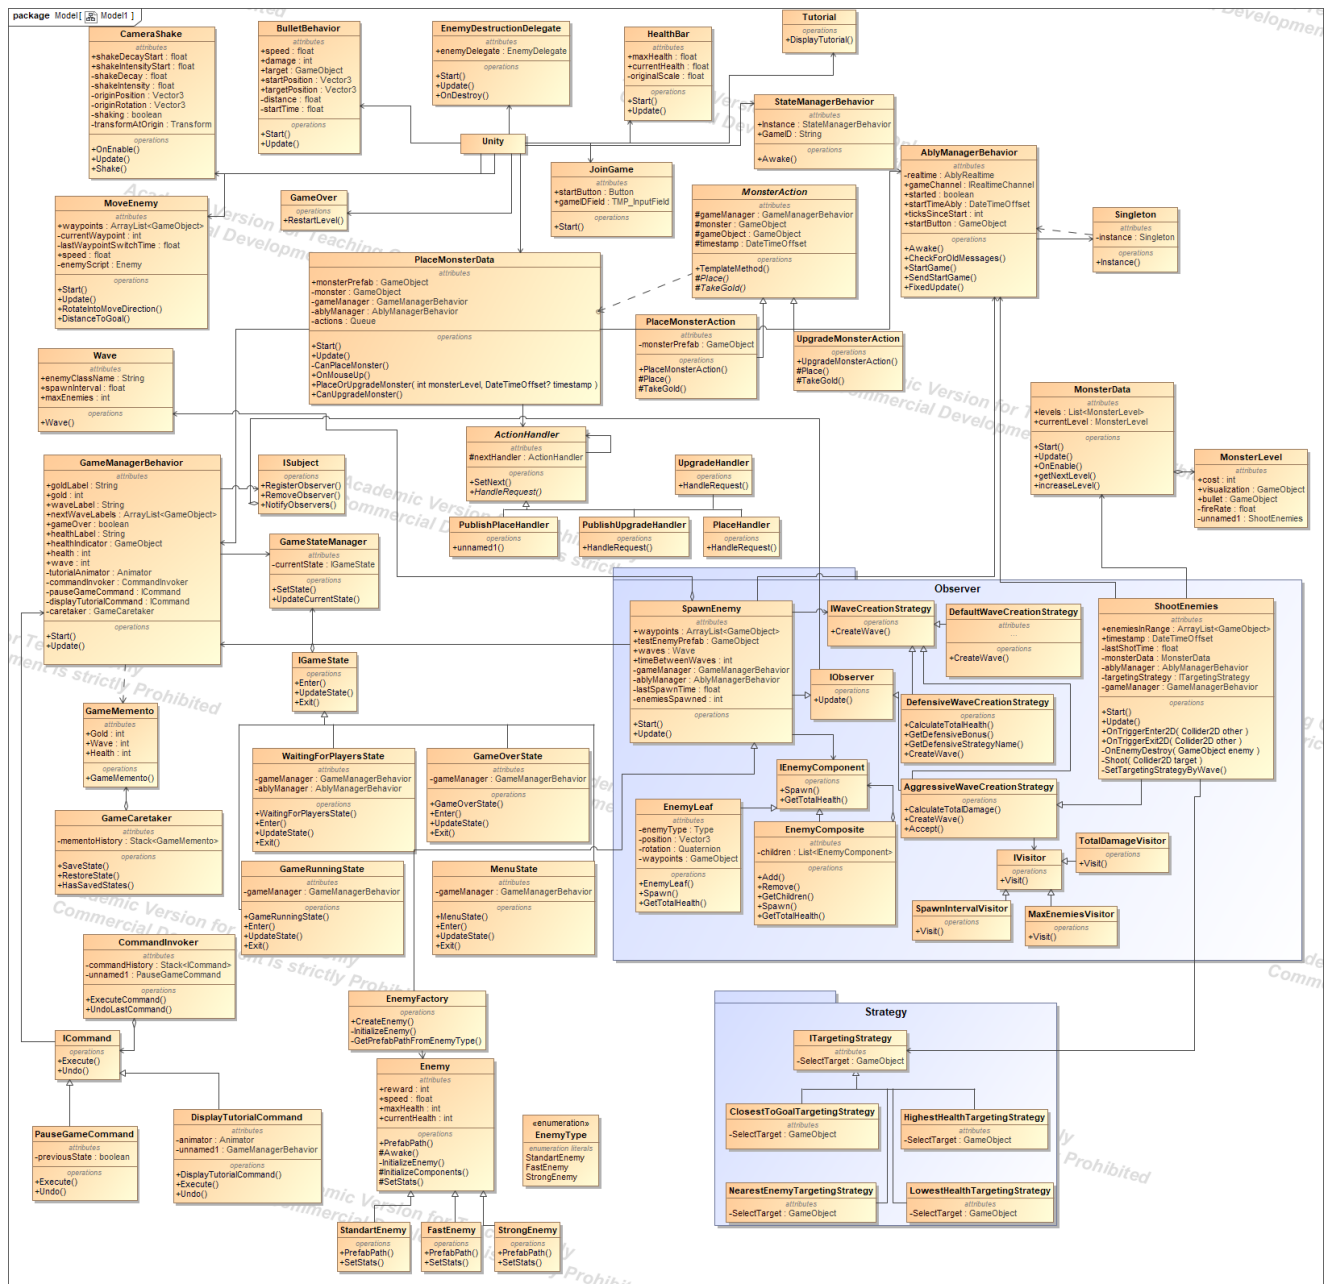 package Model [ Model1 ]
CameraShake
attributes
+shakeDecayStart : float
+shakeIntensityStart : float
-shakeDecay : float
-shakeIntensity : float
-originPosition : Vector3
-originRotation : Vector3
-shaking : boolean
-transformAtOrigin : Transform
operations
+OnEnable()
+Update()
+Shake()
BulletBehavior
attributes
+speed : float
+damage : int
+target : GameObject
+startPosition : Vector3
+targetPosition : Vector3
-distance : float
-startTime : float
operations
+Start()
+Update()
EnemyDestructionDelegate
attributes
+enemyDelegate : EnemyDelegate
operations
+Start()
+Update()
+OnDestroy()
HealthBar
attributes
+maxHealth : float
+currentHealth : float
-originalScale : float
operations
+Start()
+Update()
Tutorial
operations
+DisplayTutorial()
StateManagerBehavior
attributes
+Instance : StateManagerBehavior
+GameID : String
operations
+Awake()
Unity
JoinGame
attributes
+startButton : Button
+gameIDField : TMP_InputField
operations
+Start()
GameOver
operations
+RestartLevel()
MoveEnemy
attributes
+waypoints : ArrayList<GameObject>
-currentWaypoint : int
-lastWaypointSwitchTime : float
+speed : float
-enemyScript : Enemy
operations
+Start()
+Update()
+RotateIntoMoveDirection()
+DistanceToGoal()
MonsterAction
attributes
#gameManager : GameManagerBehavior
#monster : GameObject
#gameObject : GameObject
#timestamp : DateTimeOffset
operations
+TemplateMethod()
#Place()
#TakeGold()
AblyManagerBehavior
attributes
-realtime : AblyRealtime
-gameChannel : IRealtimeChannel
+started : boolean
+startTimeAbly : DateTimeOffset
+ticksSinceStart : int
+startButton : GameObject
operations
+Awake()
+CheckForOldMessages()
+StartGame()
+SendStartGame()
+FixedUpdate()
Singleton
attributes
-instance : Singleton
operations
+Instance()
PlaceMonsterData
attributes
+monsterPrefab : GameObject
-monster : GameObject
-gameManager : GameManagerBehavior
-ablyManager : AblyManagerBehavior
-actions : Queue
operations
+Start()
+Update()
-CanPlaceMonster()
+OnMouseUp()
+PlaceOrUpgradeMonster( int monsterLevel, DateTimeOffset? timestamp )
+CanUpgradeMonster()
PlaceMonsterAction
attributes
-monsterPrefab : GameObject
operations
+PlaceMonsterAction()
#Place()
#TakeGold()
UpgradeMonsterAction
operations
+UpgradeMonsterAction()
#Place()
#TakeGold()
Wave
attributes
+enemyClassName : String
+spawnInterval : float
+maxEnemies : int
operations
+Wave()
MonsterData
attributes
+levels : List<MonsterLevel>
+currentLevel : MonsterLevel
operations
+Start()
+Update()
+OnEnable()
+getNextLevel()
+increaseLevel()
MonsterLevel
attributes
+cost : int
+visualization : GameObject
+bullet : GameObject
-fireRate : float
-unnamed1 : ShootEnemies
ActionHandler
attributes
#nextHandler : ActionHandler
operations
+SetNext()
+HandleRequest()
UpgradeHandler
operations
+HandleRequest()
PublishPlaceHandler
operations
+unnamed1()
PublishUpgradeHandler
operations
+HandleRequest()
PlaceHandler
operations
+HandleRequest()
GameManagerBehavior
attributes
+goldLabel : String
+gold : int
+waveLabel : String
+nextWaveLabels : ArrayList<GameObject>
+gameOver : boolean
+healthLabel : String
+healthIndicator : GameObject
+health : int
+wave : int
-tutorialAnimator : Animator
-commandInvoker : CommandInvoker
-pauseGameCommand : ICommand
-displayTutorialCommand : ICommand
-caretaker : GameCaretaker
operations
+Start()
+Update()
ISubject
operations
+RegisterObserver()
+RemoveObserver()
+NotifyObservers()
GameStateManager
attributes
-currentState : IGameState
operations
+SetState()
+UpdateCurrentState()
IGameState
operations
+Enter()
+UpdateState()
+Exit()
Observer
SpawnEnemy
attributes
+waypoints : ArrayList<GameObject>
+testEnemyPrefab : GameObject
+waves : Wave
+timeBetweenWaves : int
-gameManager : GameManagerBehavior
-ablyManager : AblyManagerBehavior
-lastSpawnTime : float
-enemiesSpawned : int
operations
+Start()
+Update()
IWaveCreationStrategy
operations
+CreateWave()
DefaultWaveCreationStrategy
attributes
...
operations
+CreateWave()
ShootEnemies
attributes
+enemiesInRange : ArrayList<GameObject>
+timestamp : DateTimeOffset
-lastShotTime : float
-monsterData : MonsterData
-ablyManager : AblyManagerBehavior
-targetingStrategy : ITargetingStrategy
-gameManager : GameManagerBehavior
operations
+Start()
+Update()
+OnTriggerEnter2D( Collider2D other )
+OnTriggerExit2D( Collider2D other )
-OnEnemyDestroy( GameObject enemy )
-Shoot( Collider2D target )
-SetTargetingStrategyByWave()
IObserver
operations
+Update()
DefensiveWaveCreationStrategy
operations
+CalculateTotalHealth()
+GetDefensiveBonus()
+GetDefensiveStrategyName()
+CreateWave()
IEnemyComponent
operations
+Spawn()
+GetTotalHealth()
AggressiveWaveCreationStrategy
operations
+CalculateTotalDamage()
+CreateWave()
+Accept()
EnemyLeaf
attributes
-enemyType : Type
-position : Vector3
-rotation : Quaternion
-waypoints : GameObject
operations
+EnemyLeaf()
+Spawn()
+GetTotalHealth()
EnemyComposite
attributes
-children : List<IEnemyComponent>
operations
+Add()
+Remove()
+GetChildren()
+Spawn()
+GetTotalHealth()
IVisitor
operations
+Visit()
TotalDamageVisitor
operations
+Visit()
SpawnIntervalVisitor
operations
+Visit()
MaxEnemiesVisitor
operations
+Visit()
GameMemento
attributes
+Gold : int
+Wave : int
+Health : int
operations
+GameMemento()
GameCaretaker
attributes
-mementoHistory : Stack<GameMemento>
operations
+SaveState()
+RestoreState()
+HasSavedStates()
WaitingForPlayersState
attributes
-gameManager : GameManagerBehavior
-ablyManager : AblyManagerBehavior
operations
+WaitingForPlayersState()
+Enter()
+UpdateState()
+Exit()
GameOverState
attributes
-gameManager : GameManagerBehavior
operations
+GameOverState()
+Enter()
+UpdateState()
+Exit()
GameRunningState
attributes
-gameManager : GameManagerBehavior
operations
+GameRunningState()
+Enter()
+UpdateState()
+Exit()
MenuState
attributes
-gameManager : GameManagerBehavior
operations
+MenuState()
+Enter()
+UpdateState()
+Exit()
CommandInvoker
attributes
-commandHistory : Stack<ICommand>
-unnamed1 : PauseGameCommand
operations
+ExecuteCommand()
+UndoLastCommand()
ICommand
operations
+Execute()
+Undo()
PauseGameCommand
attributes
-previousState : boolean
operations
+Execute()
+Undo()
DisplayTutorialCommand
attributes
-animator : Animator
-unnamed1 : GameManagerBehavior
operations
+DisplayTutorialCommand()
+Execute()
+Undo()
EnemyFactory
operations
+CreateEnemy()
-InitializeEnemy()
-GetPrefabPathFromEnemyType()
Enemy
attributes
+reward : int
+speed : float
+maxHealth : int
+currentHealth : int
operations
+PrefabPath()
#Awake()
-InitializeEnemy()
#InitializeComponents()
#SetStats()
«enumeration»
EnemyType
enumeration literals
StandartEnemy
FastEnemy
StrongEnemy
StandartEnemy
operations
+PrefabPath()
+SetStats()
FastEnemy
operations
+PrefabPath()
+SetStats()
StrongEnemy
operations
+PrefabPath()
+SetStats()
Strategy
ITargetingStrategy
attributes
-SelectTarget : GameObject
ClosestToGoalTargetingStrategy
attributes
-SelectTarget : GameObject
HighestHealthTargetingStrategy
attributes
-SelectTarget : GameObject
NearestEnemyTargetingStrategy
attributes
-SelectTarget : GameObject
LowestHealthTargetingStrategy
attributes
-SelectTarget : GameObject